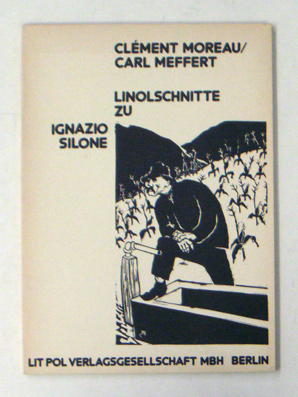 CLÉMENT MOREAU/
CARL MEFFERT
LINOLSCHNITTE
ZU
IGNAZIO
SILONE
LIT POL VERLAGSGESELLSCHAFT MBH BERLIN